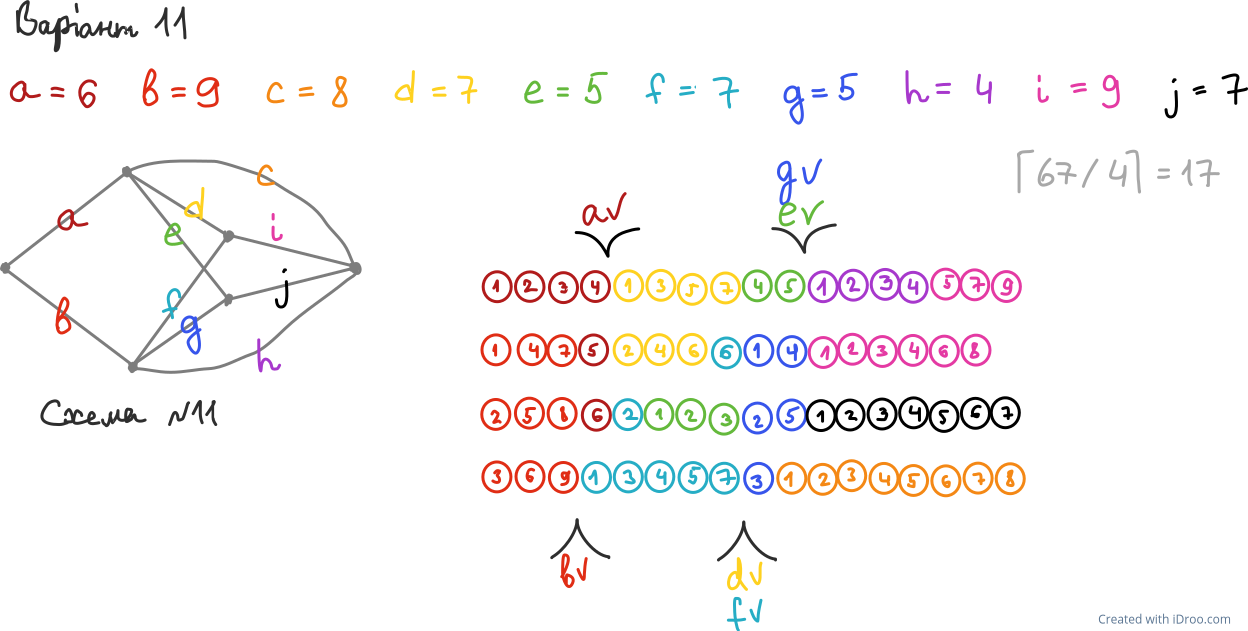 Варіант 11
a = 6 b = 9 c = 8 d = 7 e = 5 f = 7 g = 5 h = 4 i = 9 j = 7
⌈67/4⌉ = 17
c
d
i
a
e
j
f
b
g
h
Схема №11
gv
av
ev
1 2 3 4 1 3 5 7 4 5 1 2 3 4 5 7 9
1 4 7 5 2 4 6 6 1 4 1 2 3 4 6 8
2 5 8 6 2 1 2 3 2 5 1 2 3 4 5 6 7
3 6 9 1 3 4 5 7 3 1 2 3 4 5 6 7 8
bv
dv
fv
Created with iDroo.com